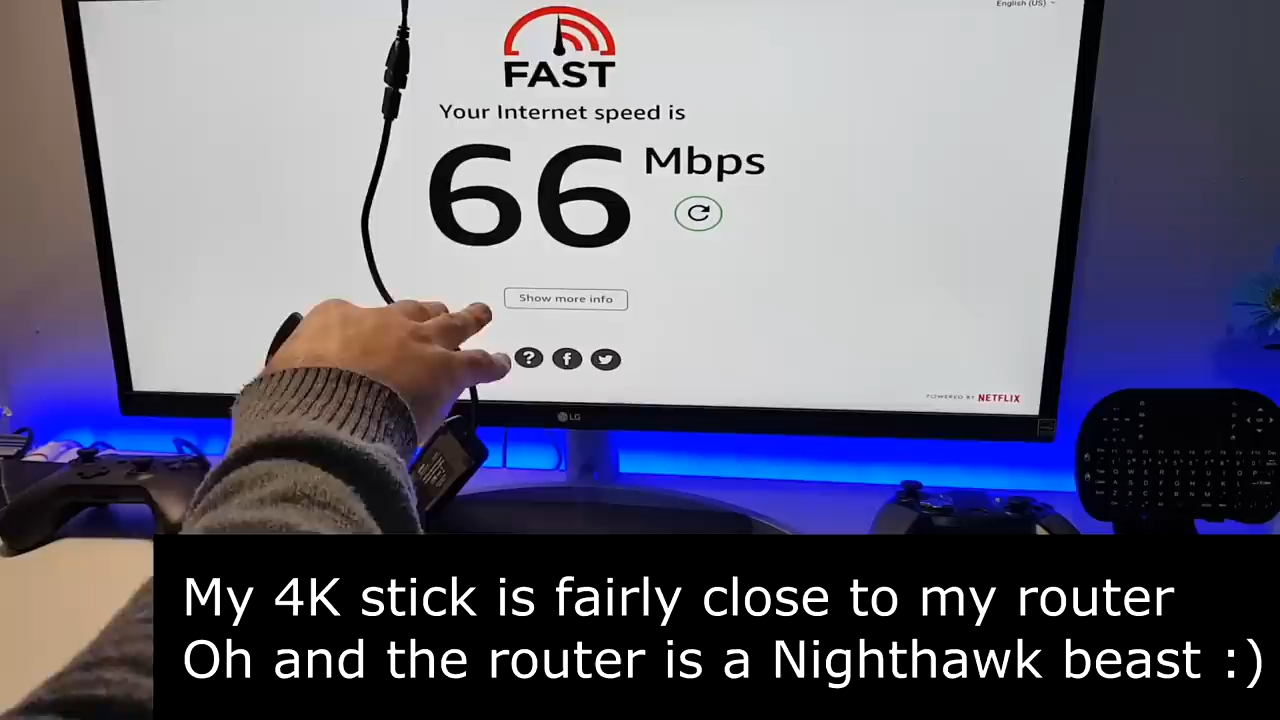 English (US)
FAST
Your Internet speed is
66 Mbps
Show more info
?
f
POWERED BY NETFLIX
LG
My 4K stick is fairly close to my router
Oh and the router is a Nighthawk beast :)